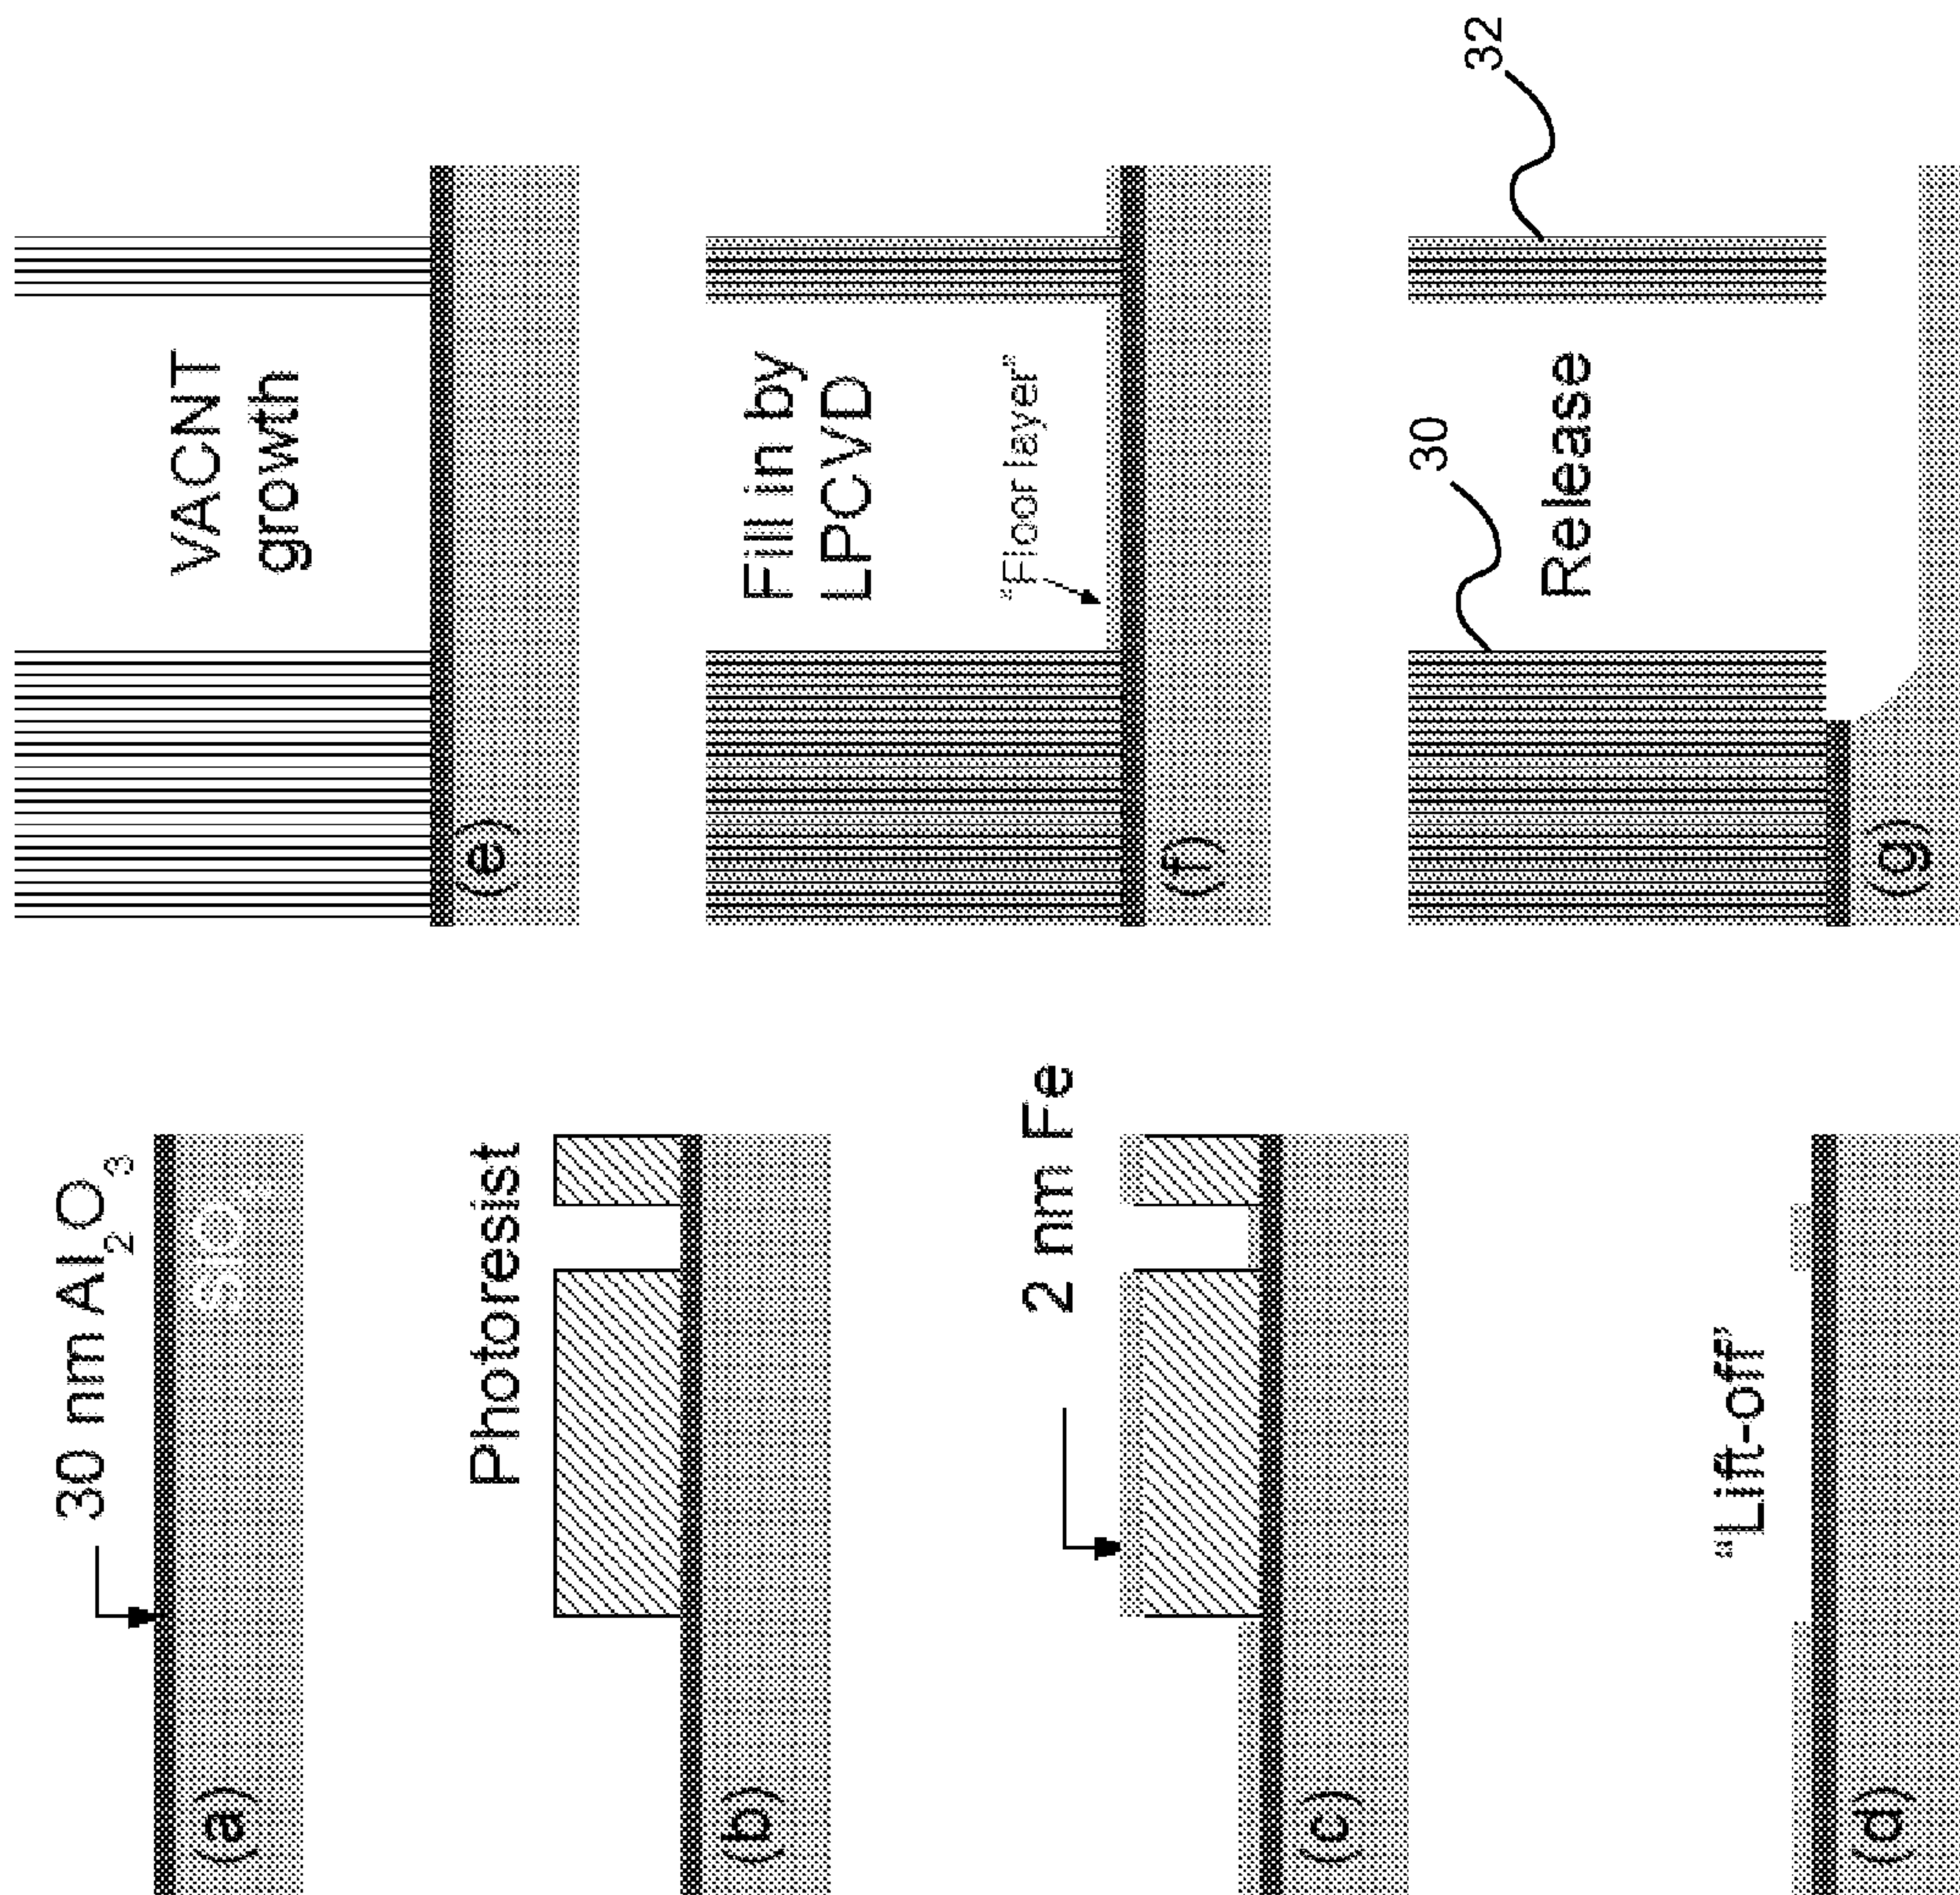 30 nm Al2O3
SiO2
(a)
Photoresist
(b)
2 nm Fe
(c)
"Lift-off"
(d)
VACNT
growth
(e)
Fill in by
LPCVD
"Floor layer"
(f)
30
32
Release
(g)